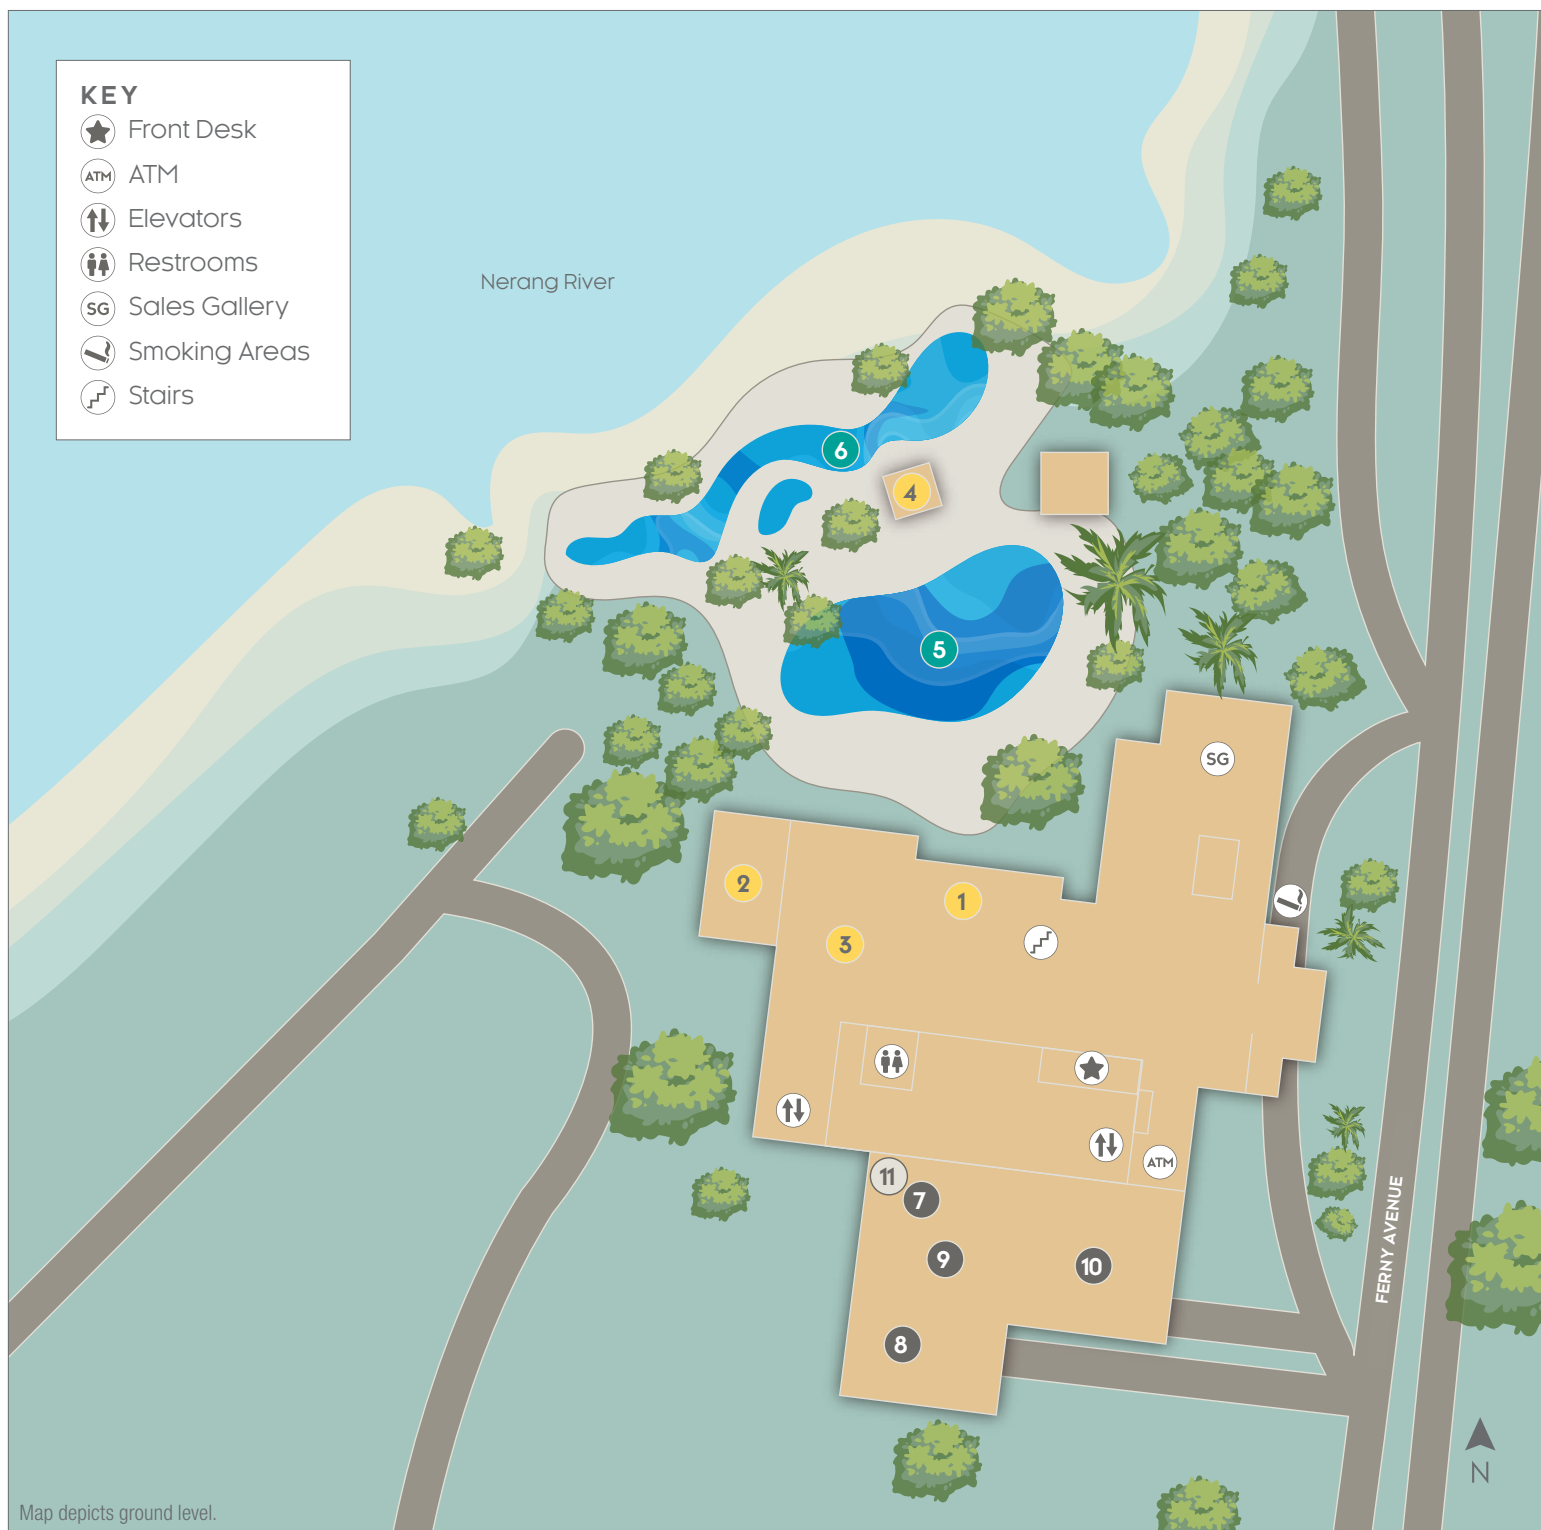 KEY
Front Desk
ATM ATM
Elevators
Restrooms
SG Sales Gallery
Smoking Areas
Stairs
Nerang River
6
4
5
SG
2
1
3
ATM
11
7
9
10
8
FERNY AVENUE
N
Map depicts ground level.